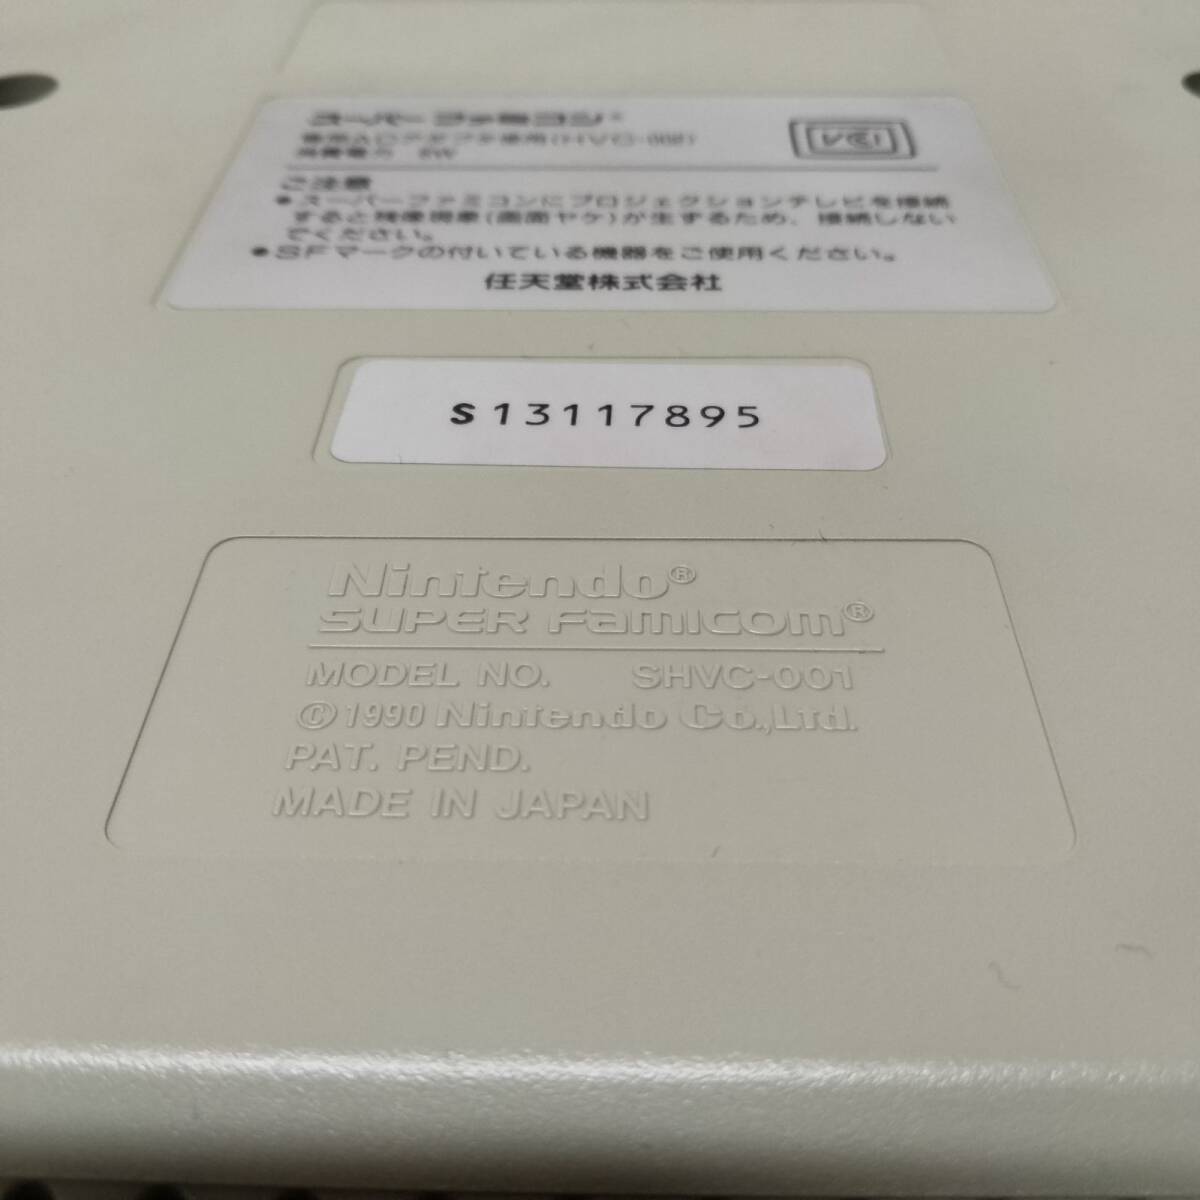 スーパーファミコン
専用ACアダプタ使用(HVC-002)
消費電力 8W
ご注意
●スーパーファミコンにプロジェクションテレビを接続
すると残像現象(画面ヤケ)が生ずるため、接続しない
でください。
●SFマークの付いている機器をご使用ください。
任天堂株式会社
S13117895
Nintendo®
SUPER Famicom®
MODEL NO. SHVC-001
©1990 Nintendo Co.,Ltd.
PAT. PEND.
MADE IN JAPAN